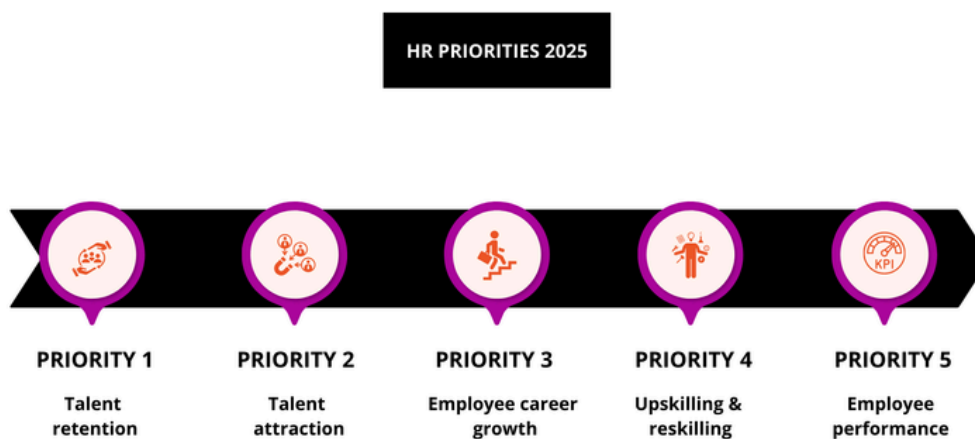 HR PRIORITIES 2025
KPI
PRIORITY 1
PRIORITY 2
PRIORITY 3
PRIORITY 4
PRIORITY 5
Talent
retention
Talent
attraction
Employee career
growth
Upskilling &
reskilling
Employee
performance